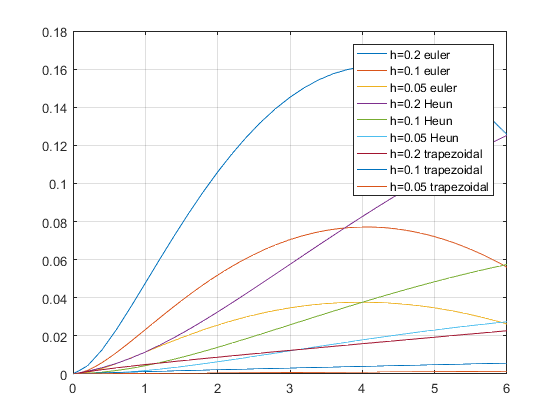 0.18
0.16
0.14
0.12
0.1
0.08
0.06
0.04
0.02
0
h=0.2 euler
h=0.1 euler
h=0.05 euler
h=0.2 Heun
h=0.1 Heun
h=0.05 Heun
h=0.2 trapezoidal
h=0.1 trapezoidal
h=0.05 trapezoidal
0 1 2 3 4 5 6